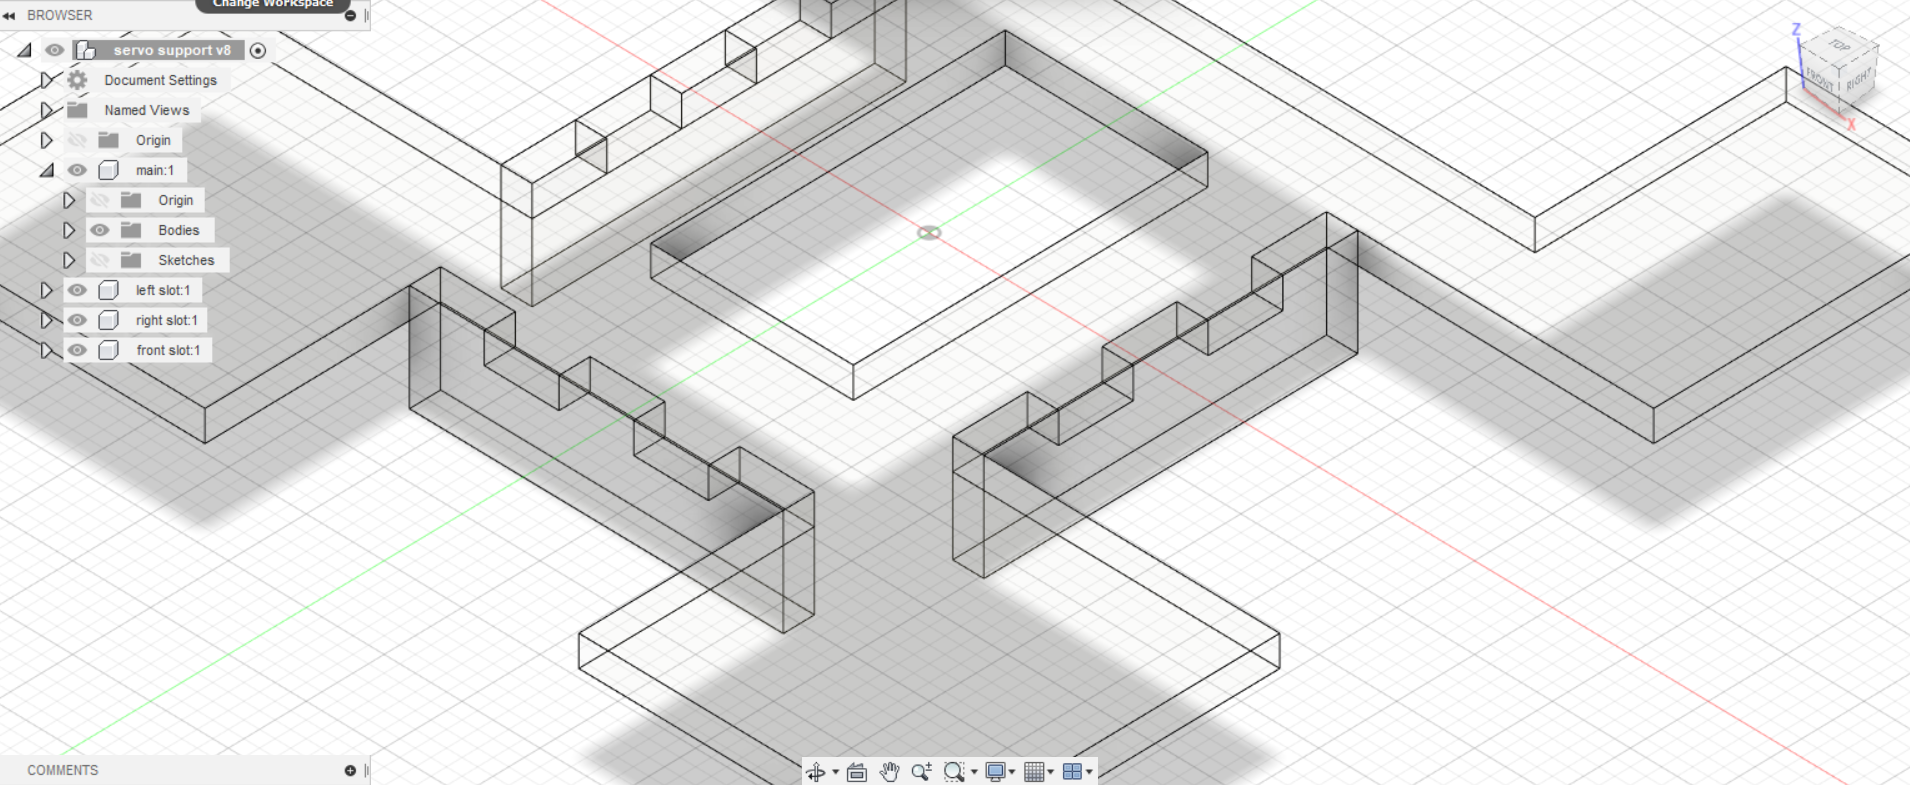 Change Workspace
BROWSER
servo support v8
Document Settings
Named Views
Origin
main:1
Origin
Bodies
Sketches
left slot:1
right slot:1
front slot:1
Z
TOP
FRONT
RIGHT
X
COMMENTS